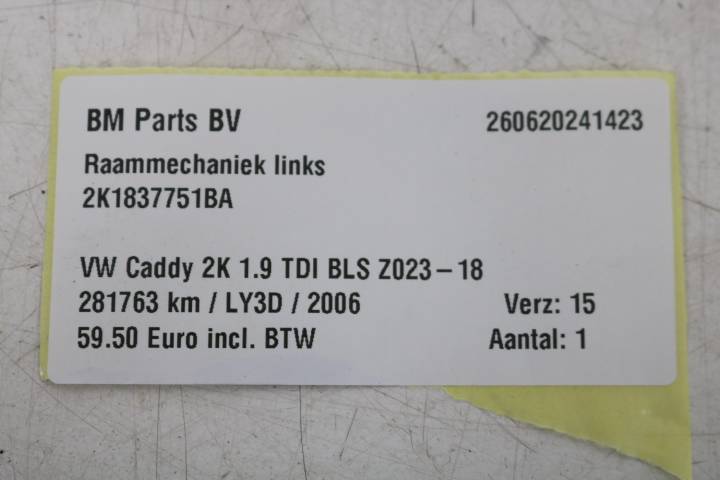 BM Parts BV 260620241423
Raammechaniek links
2K1837751BA
VW Caddy 2K 1.9 TDI BLS Z023-18
281763 km / LY3D / 2006 Verz: 15
59.50 Euro incl. BTW Aantal: 1